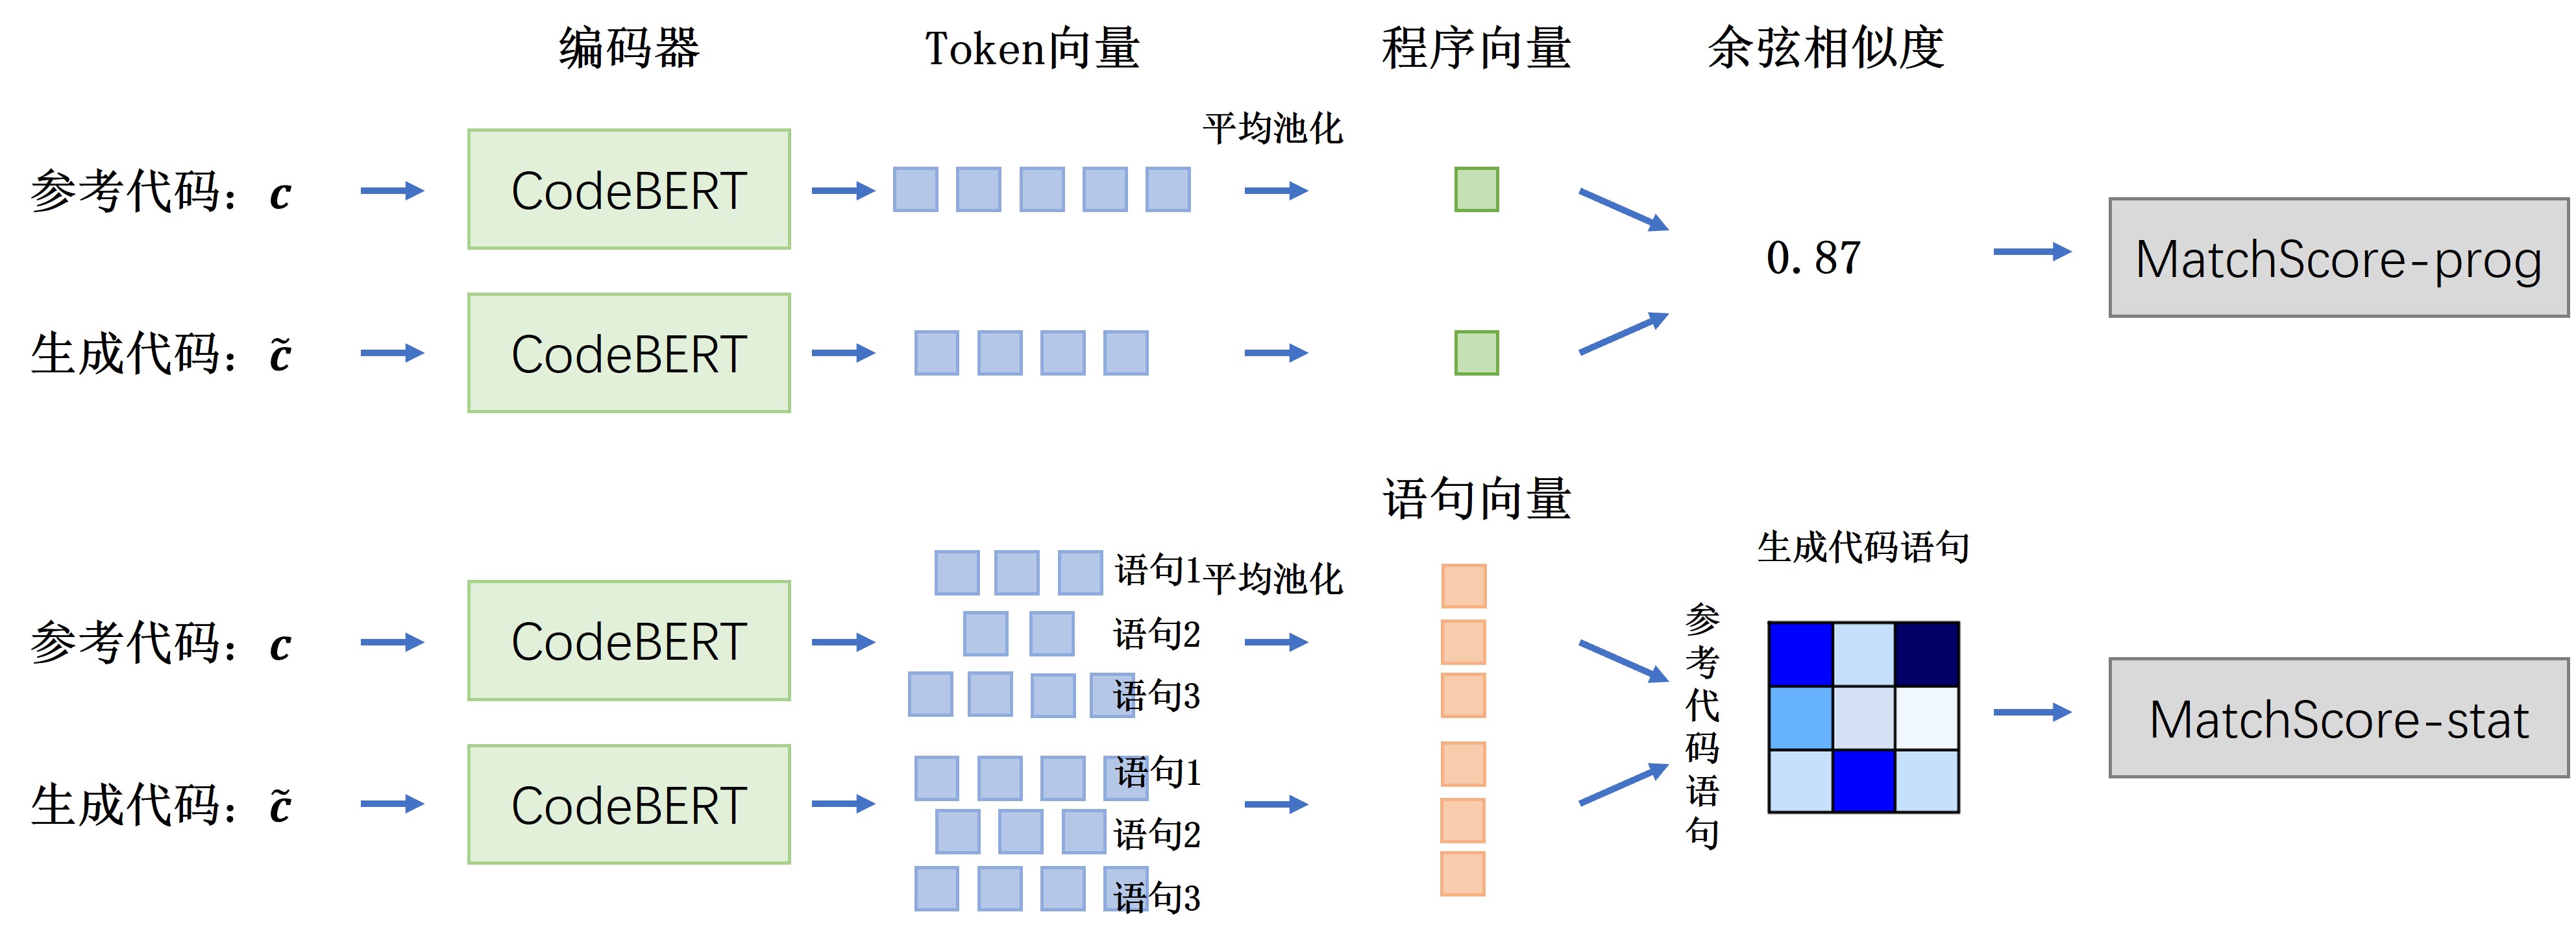 编码器
Token向量
程序向量
余弦相似度
平均池化
参考代码：c
CodeBERT
0.87
MatchScore-prog
生成代码：c̃
CodeBERT
语句向量
生成代码语句
语句1
平均池化
参考代码：c
CodeBERT
语句2
语句3
参考代码语句
MatchScore-stat
生成代码：c̃
CodeBERT
语句1
语句2
语句3